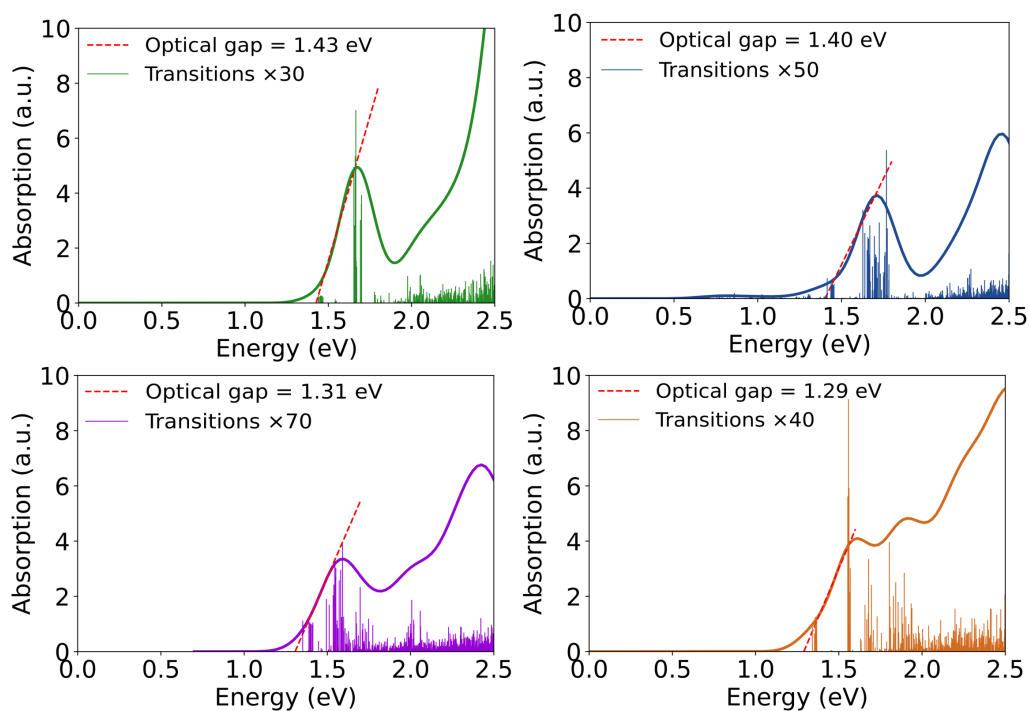 Optical gap = 1.43 eV
Transitions ×30
Absorption (a.u.)
10
8
6
4
2
0
0.0 0.5 1.0 1.5 2.0 2.5
Energy (eV)
Optical gap = 1.40 eV
Transitions ×50
Absorption (a.u.)
10
8
6
4
2
0
0.0 0.5 1.0 1.5 2.0 2.5
Energy (eV)
Optical gap = 1.31 eV
Transitions ×70
Absorption (a.u.)
10
8
6
4
2
0
0.0 0.5 1.0 1.5 2.0 2.5
Energy (eV)
Optical gap = 1.29 eV
Transitions ×40
Absorption (a.u.)
10
8
6
4
2
0
0.0 0.5 1.0 1.5 2.0 2.5
Energy (eV)